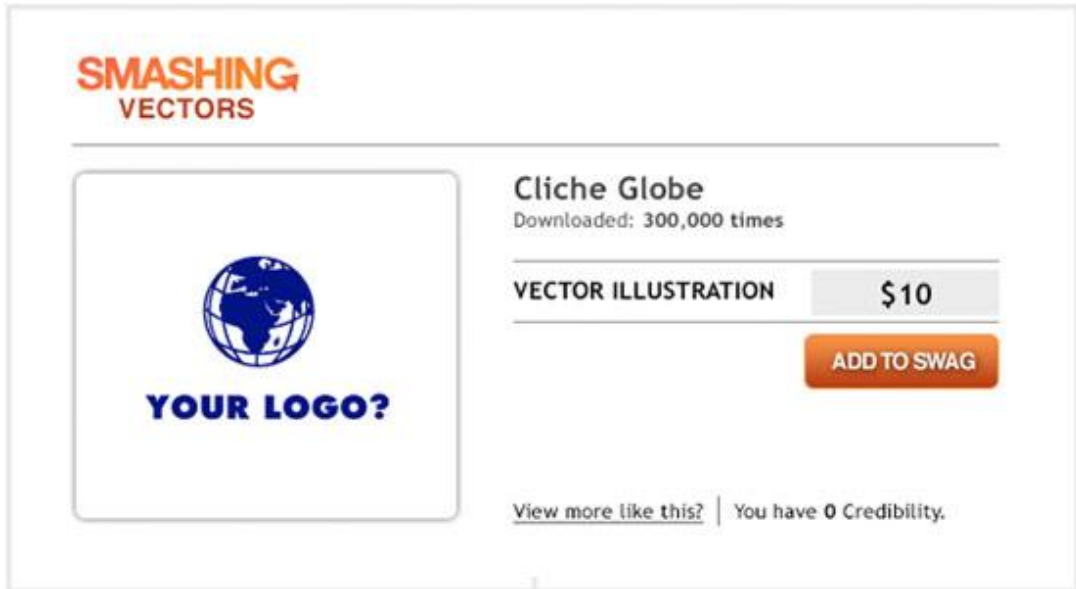 SMASHING
VECTORS
Cliche Globe
Downloaded: 300,000 times
VECTOR ILLUSTRATION $10
ADD TO SWAG
YOUR LOGO?
View more like this? | You have 0 Credibility.